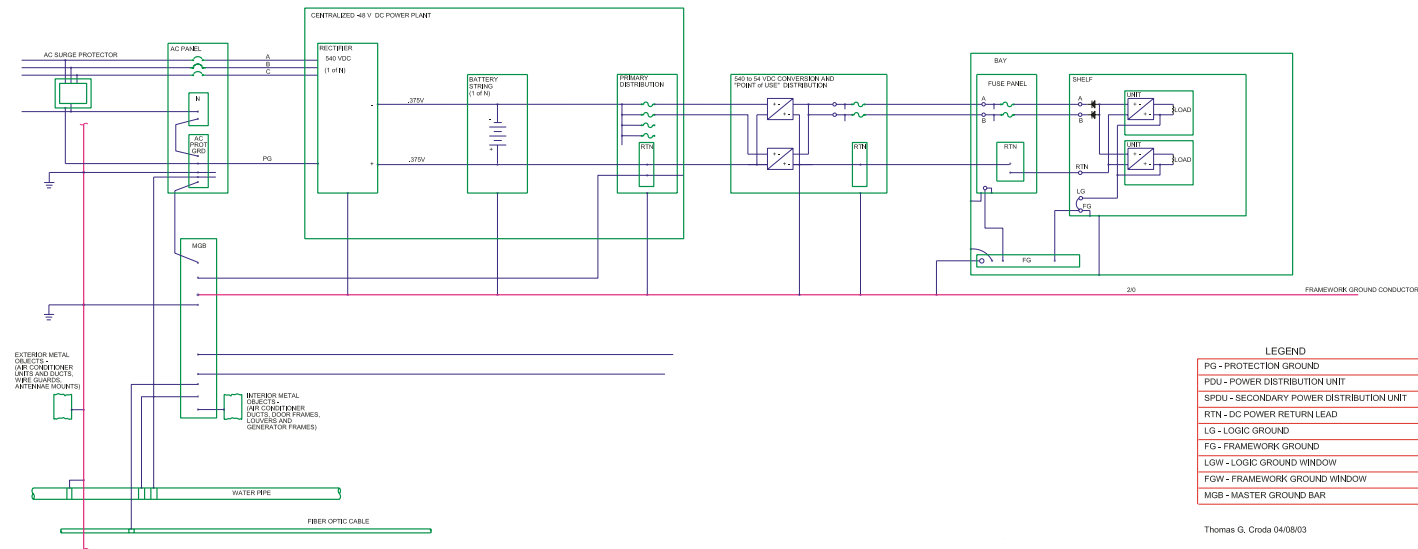 CENTRALIZED -48 V DC POWER PLANT
AC SURGE PROTECTOR
AC PANEL
A
B
C
RECTIFIER
540 VDC
(1 of N)
-
.375V
+
.375V
BATTERY
STRING
(1 of N)
-
+
PRIMARY
DISTRIBUTION
RTN
540 to 54 VDC CONVERSION AND
"POINT of USE" DISTRIBUTION
+ -
+ -
RTN
BAY
FUSE PANEL
A
B
RTN
SHELF
A
B
RTN
LG
FG
UNIT
+ -
+ -
LOAD
UNIT
+ -
+ -
LOAD
N
AC
PROT
GRD
PG
MGB
FG
2/0
FRAMEWORK GROUND CONDUCTOR
EXTERIOR METAL
OBJECTS -
(AIR CONDITIONER
UNITS AND DUCTS,
WIRE GUARDS,
ANTENNAE MOUNTS)
INTERIOR METAL
OBJECTS -
(AIR CONDITIONER
DUCTS, DOOR FRAMES,
LOUVERS AND
GENERATOR FRAMES)
WATER PIPE
FIBER OPTIC CABLE
LEGEND
PG - PROTECTION GROUND
PDU - POWER DISTRIBUTION UNIT
SPDU - SECONDARY POWER DISTRIBUTION UNIT
RTN - DC POWER RETURN LEAD
LG - LOGIC GROUND
FG - FRAMEWORK GROUND
LGW - LOGIC GROUND WINDOW
FGW - FRAMEWORK GROUND WINDOW
MGB - MASTER GROUND BAR
Thomas G. Croda 04/08/03